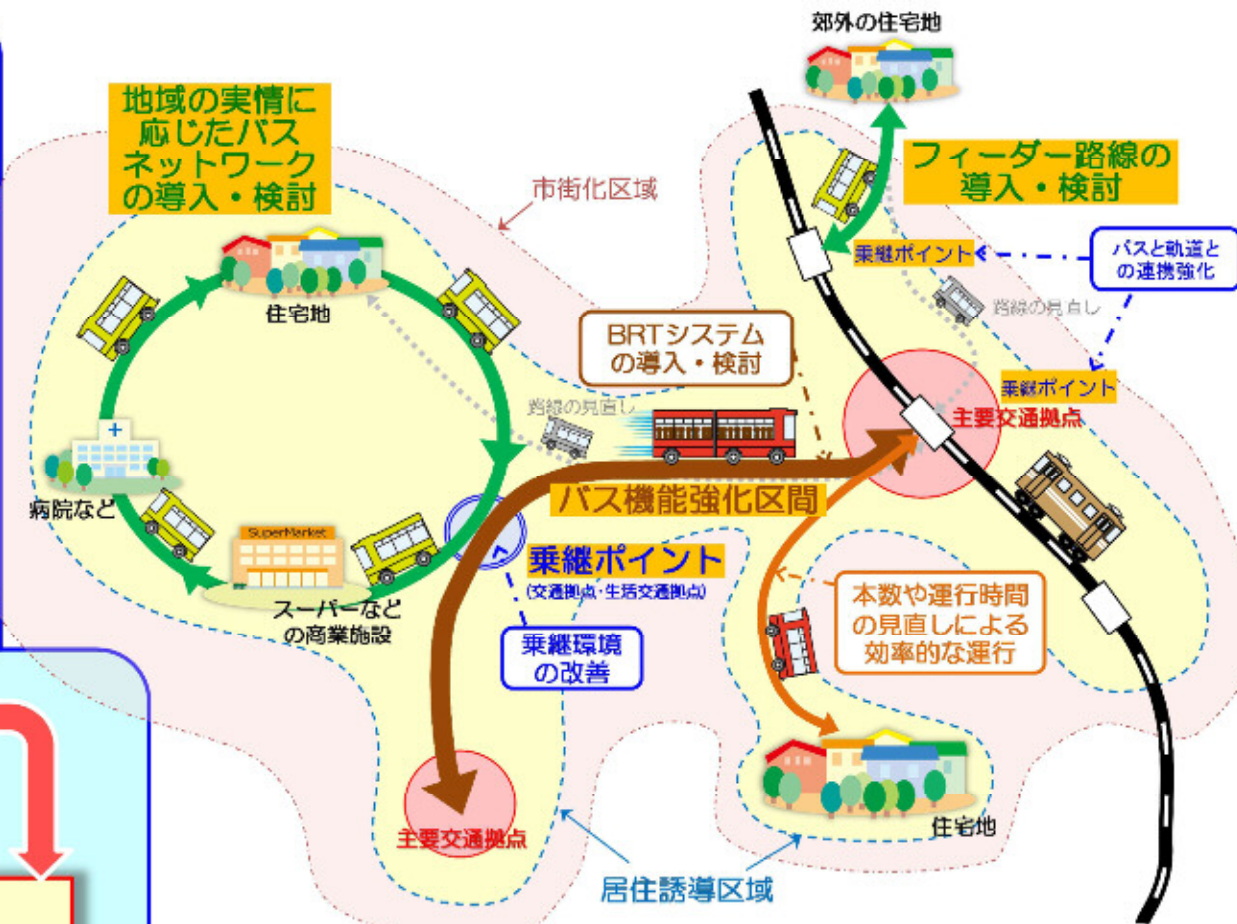 郊外の住宅地
地域の実情に
応じたバス
ネットワーク
の導入・検討
フィーダー路線の
導入・検討
市街化区域
乗継ポイント
バスと軌道と
の連携強化
住宅地
路線の見直し
BRTシステム
の導入・検討
乗継ポイント
路線の見直し
主要交通拠点
病院など
バス機能強化区間
SuperMarket
乗継ポイント
(交通拠点・生活交通拠点)
スーパーなど
の商業施設
本数や運行時間
の見直しによる
効率的な運行
乗継環境
の改善
主要交通拠点
住宅地
居住誘導区域